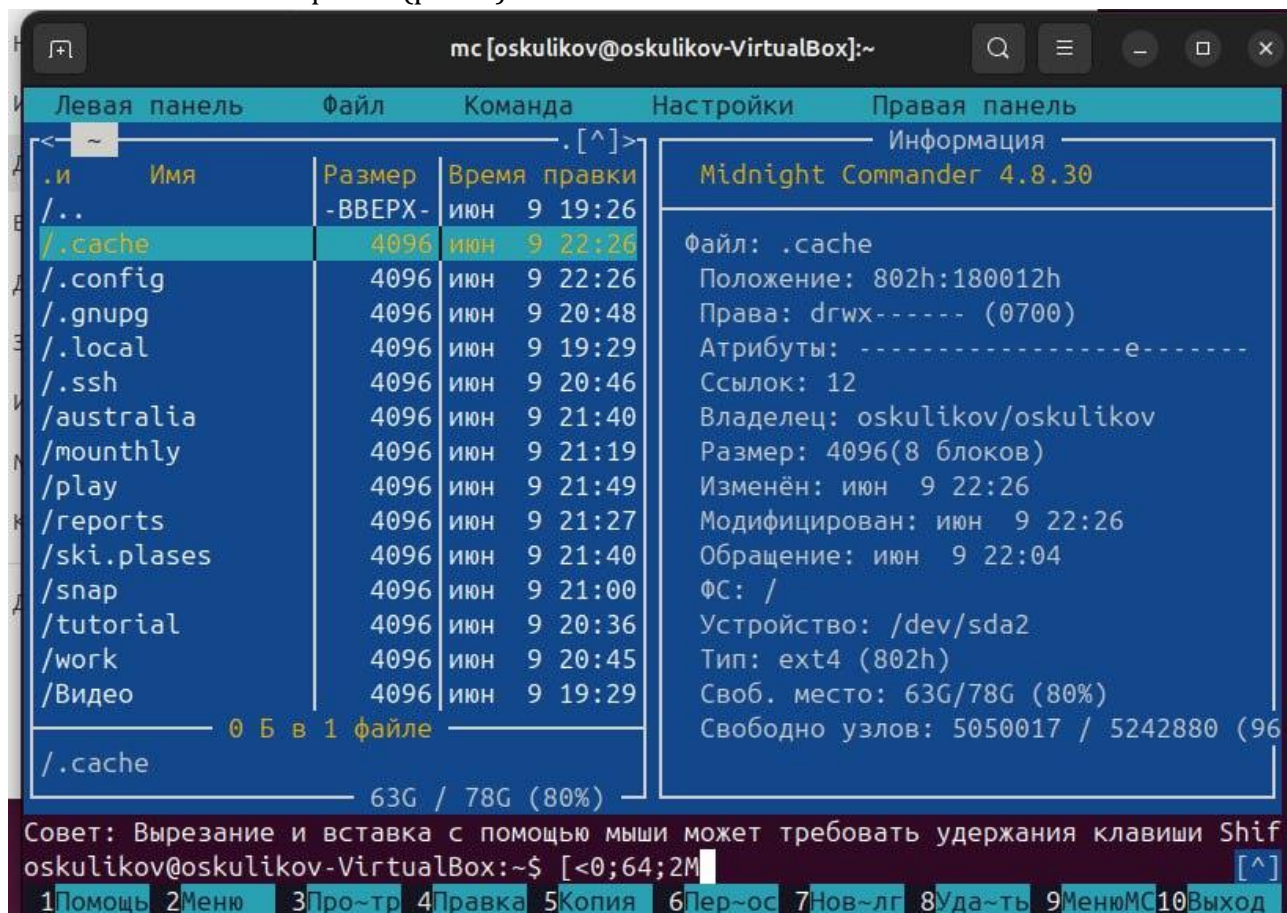 mc [oskulikov@oskulikov-VirtualBox]:~
Левая панель Файл Команда Настройки Правая панель
<- ~ .[^]>
.и Имя Размер Время правки
/.. -ВВЕРХ- июн 9 19:26
/.cache 4096 июн 9 22:26
/.config 4096 июн 9 22:26
/.gnupg 4096 июн 9 20:48
/.local 4096 июн 9 19:29
/.ssh 4096 июн 9 20:46
/australia 4096 июн 9 21:40
/mounthly 4096 июн 9 21:19
/play 4096 июн 9 21:49
/reports 4096 июн 9 21:27
/ski.plases 4096 июн 9 21:40
/snap 4096 июн 9 21:00
/tutorial 4096 июн 9 20:36
/work 4096 июн 9 20:45
/Видео 4096 июн 9 19:29
0 Б в 1 файле
/.cache
63G / 78G (80%)
Информация
Midnight Commander 4.8.30
Файл: .cache
Положение: 802h:180012h
Права: drwx------ (0700)
Атрибуты: -----------------e-------
Ссылок: 12
Владелец: oskulikov/oskulikov
Размер: 4096(8 блоков)
Изменён: июн 9 22:26
Модифицирован: июн 9 22:26
Обращение: июн 9 22:04
ФС: /
Устройство: /dev/sda2
Тип: ext4 (802h)
Своб. место: 63G/78G (80%)
Свободно узлов: 5050017 / 5242880 (96
Совет: Вырезание и вставка с помощью мыши может требовать удержания клавиши Shif
oskulikov@oskulikov-VirtualBox:~$ [<0;64;2M [^]
1Помощь 2Меню 3Про~тр 4Правка 5Копия 6Пер~ос 7Нов~лг 8Уда~ть 9МенюМС 10Выход